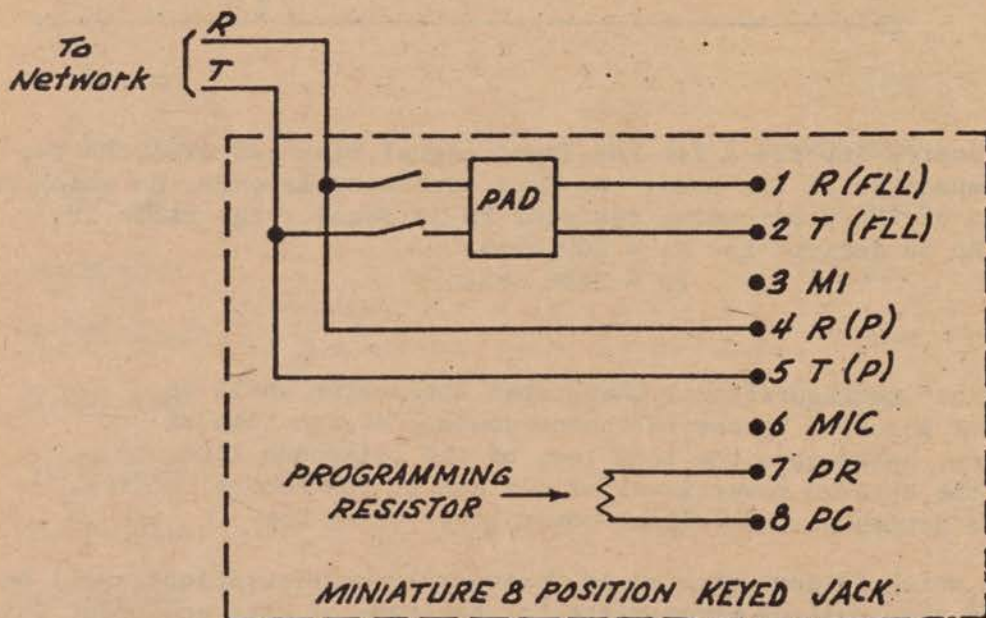 R
To
Network
T
PAD
1 R (FLL)
2 T (FLL)
3 MI
4 R (P)
5 T (P)
6 MIC
PROGRAMMING
RESISTOR
7 PR
8 PC
MINIATURE 8 POSITION KEYED JACK